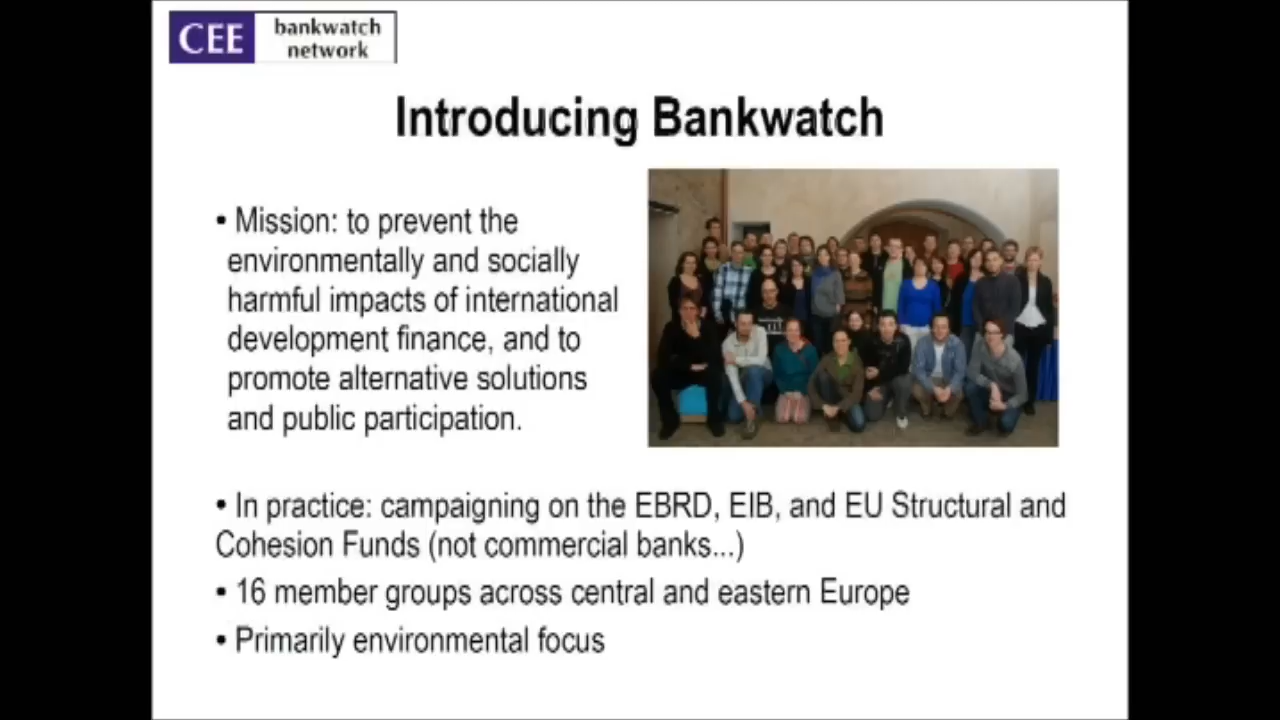 CEE bankwatch
network
Introducing Bankwatch
• Mission: to prevent the
environmentally and socially
harmful impacts of international
development finance, and to
promote alternative solutions
and public participation.
• In practice: campaigning on the EBRD, EIB, and EU Structural and
Cohesion Funds (not commercial banks...)
• 16 member groups across central and eastern Europe
• Primarily environmental focus